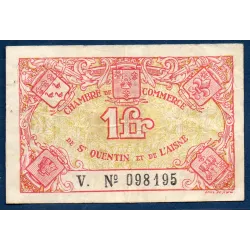 CHAMBRE DE COMMERCE
1fr
DE ST QUENTIN ET DE L'AISNE
V. Nº 098195